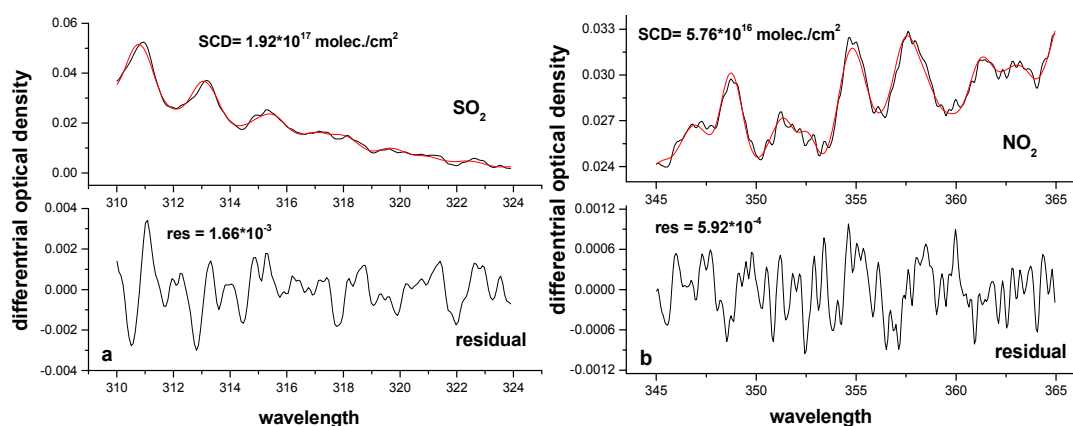 differentrial optical density
0.06
0.04
0.02
0.00
SCD= 1.92*10^17 molec./cm^2
SO2
310 312 314 316 318 320 322 324
0.004
0.002
0.000
-0.002
-0.004
res = 1.66*10^-3
residual
a
310 312 314 316 318 320 322 324
wavelength
differentrial optical density
0.033
0.030
0.027
0.024
SCD= 5.76*10^16 molec./cm^2
NO2
345 350 355 360 365
0.0012
0.0006
0.0000
-0.0006
-0.0012
res = 5.92*10^-4
residual
b
345 350 355 360 365
wavelength